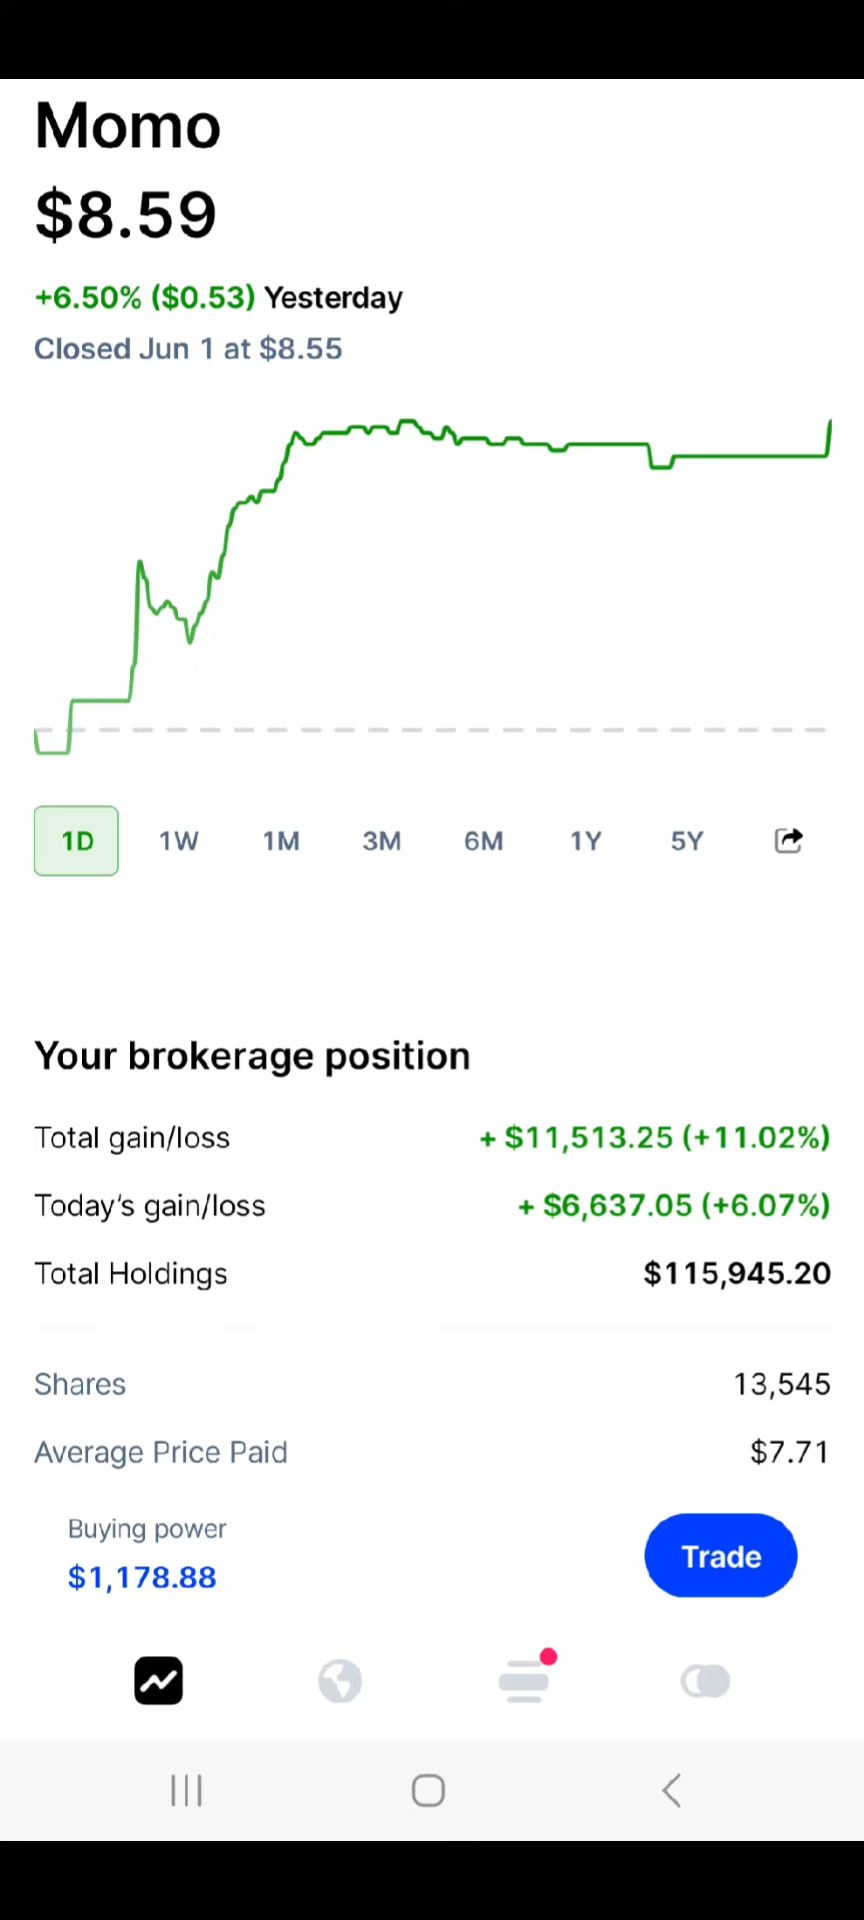 Momo
$8.59
+6.50% ($0.53) Yesterday
Closed Jun 1 at $8.55
1D 1W 1M 3M 6M 1Y 5Y
Your brokerage position
Total gain/loss + $11,513.25 (+11.02%)
Today's gain/loss + $6,637.05 (+6.07%)
Total Holdings $115,945.20
Shares 13,545
Average Price Paid $7.71
Buying power
$1,178.88
Trade